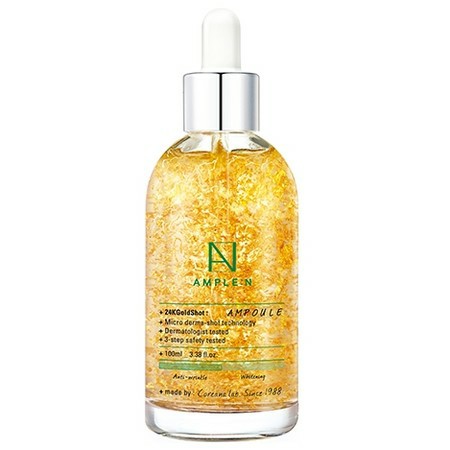 AN
AMPLE:N
+ 24KGoldShot : AMPOULE
+ Micro derma-shot technology
+ Dermatologist tested
+ 3-step safety tested
+ 100ml 3.38 fl.oz.
Anti-wrinkle Whitening
+ made by : Coreana lab. Since 1988